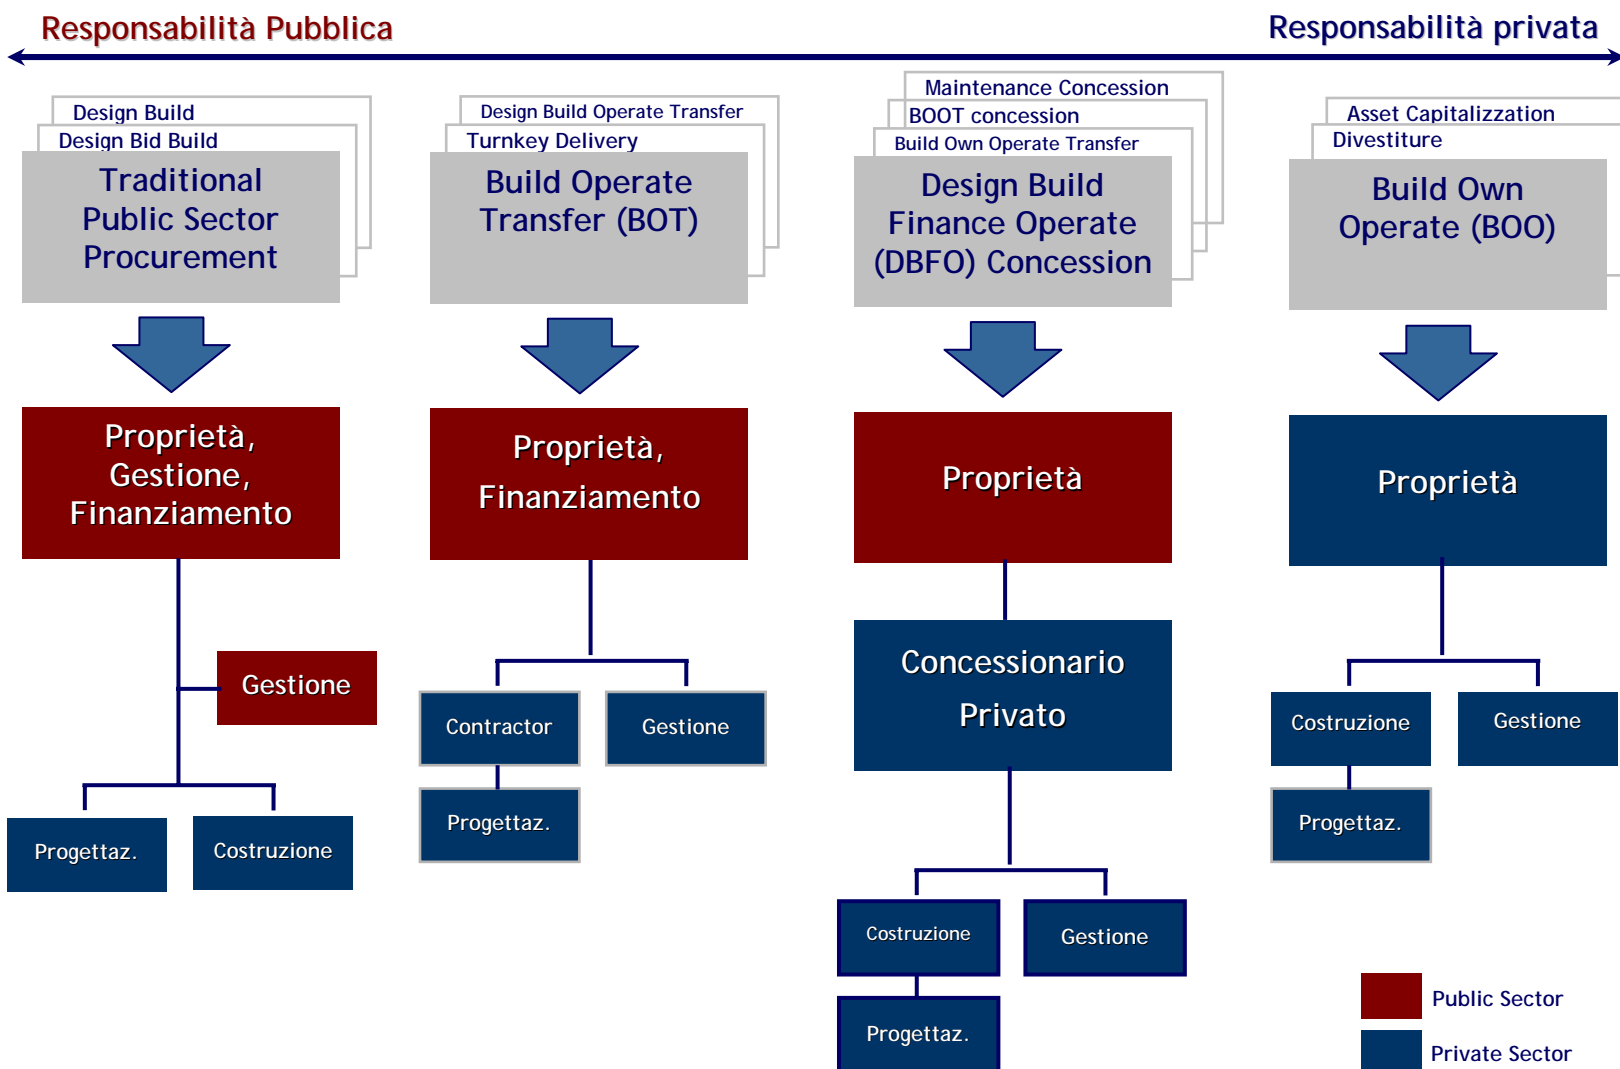 Responsabilità Pubblica
Responsabilità privata
Design Build
Design Bid Build
Traditional
Public Sector
Procurement
Design Build Operate Transfer
Turnkey Delivery
Build Operate
Transfer (BOT)
Maintenance Concession
BOOT concession
Build Own Operate Transfer
Design Build
Finance Operate
(DBFO) Concession
Asset Capitalizzation
Divestiture
Build Own
Operate (BOO)
Proprietà,
Gestione,
Finanziamento
Gestione
Progettaz.
Costruzione
Proprietà,
Finanziamento
Contractor
Gestione
Progettaz.
Proprietà
Concessionario
Privato
Costruzione
Gestione
Progettaz.
Proprietà
Costruzione
Gestione
Progettaz.
Public Sector
Private Sector